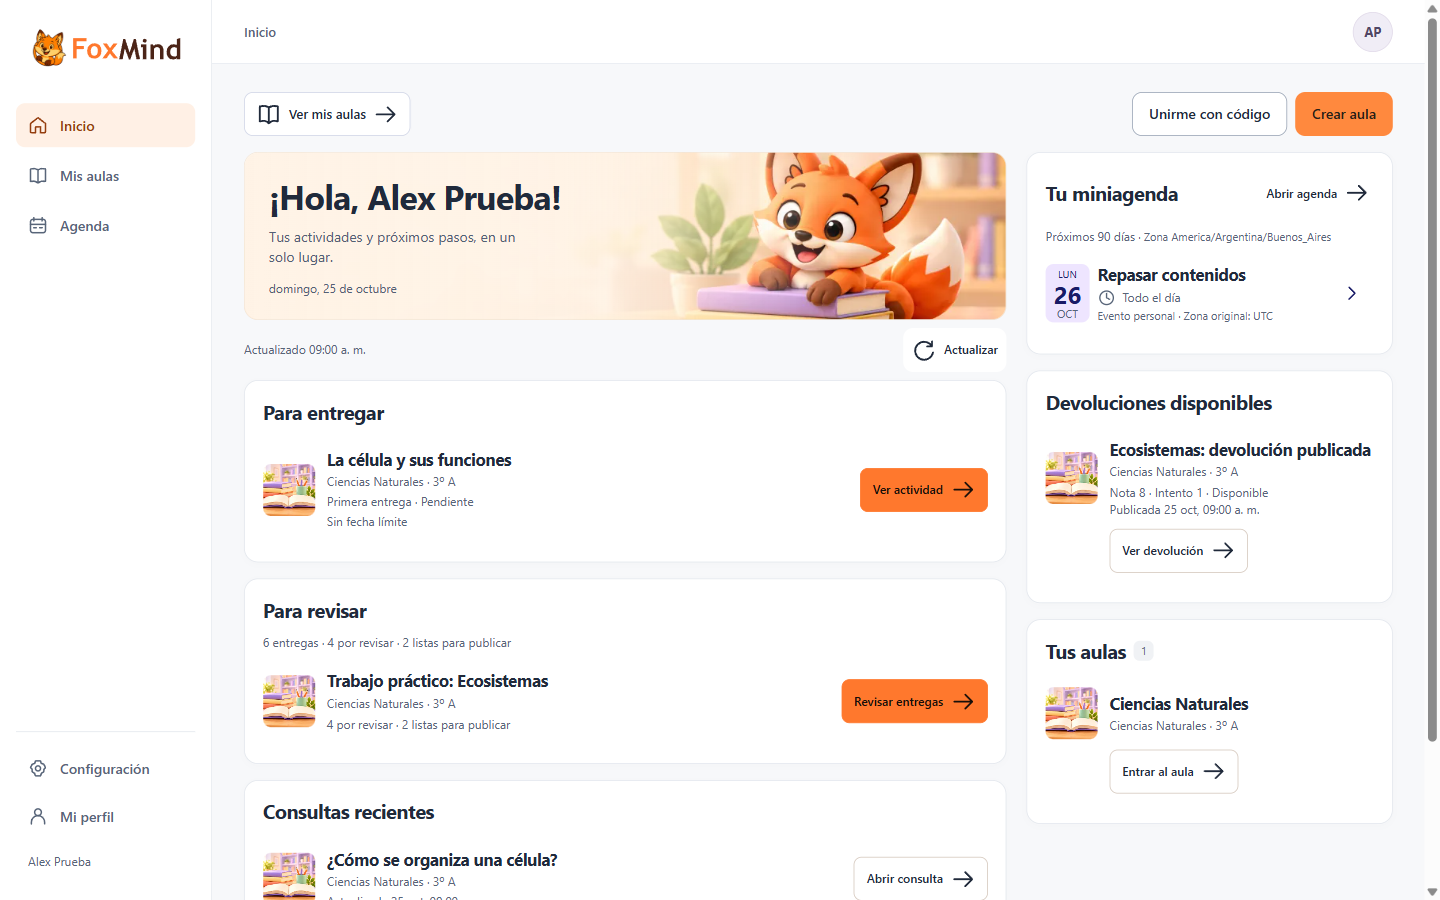 FoxMind
Inicio
Mis aulas
Agenda
Configuración
Mi perfil
Alex Prueba
Inicio
AP
Ver mis aulas
Unirme con código
Crear aula
¡Hola, Alex Prueba!
Tus actividades y próximos pasos, en un
solo lugar.
domingo, 25 de octubre
Actualizado 09:00 a. m.
Actualizar
Para entregar
La célula y sus funciones
Ciencias Naturales · 3º A
Primera entrega · Pendiente
Sin fecha límite
Ver actividad
Para revisar
6 entregas · 4 por revisar · 2 listas para publicar
Trabajo práctico: Ecosistemas
Ciencias Naturales · 3º A
4 por revisar · 2 listas para publicar
Revisar entregas
Consultas recientes
¿Cómo se organiza una célula?
Ciencias Naturales · 3º A
Abrir consulta
Tu miniagenda
Abrir agenda
Próximos 90 días · Zona America/Argentina/Buenos_Aires
LUN
26
OCT
Repasar contenidos
Todo el día
Evento personal · Zona original: UTC
Devoluciones disponibles
Ecosistemas: devolución publicada
Ciencias Naturales · 3º A
Nota 8 · Intento 1 · Disponible
Publicada 25 oct, 09:00 a. m.
Ver devolución
Tus aulas 1
Ciencias Naturales
Ciencias Naturales · 3º A
Entrar al aula